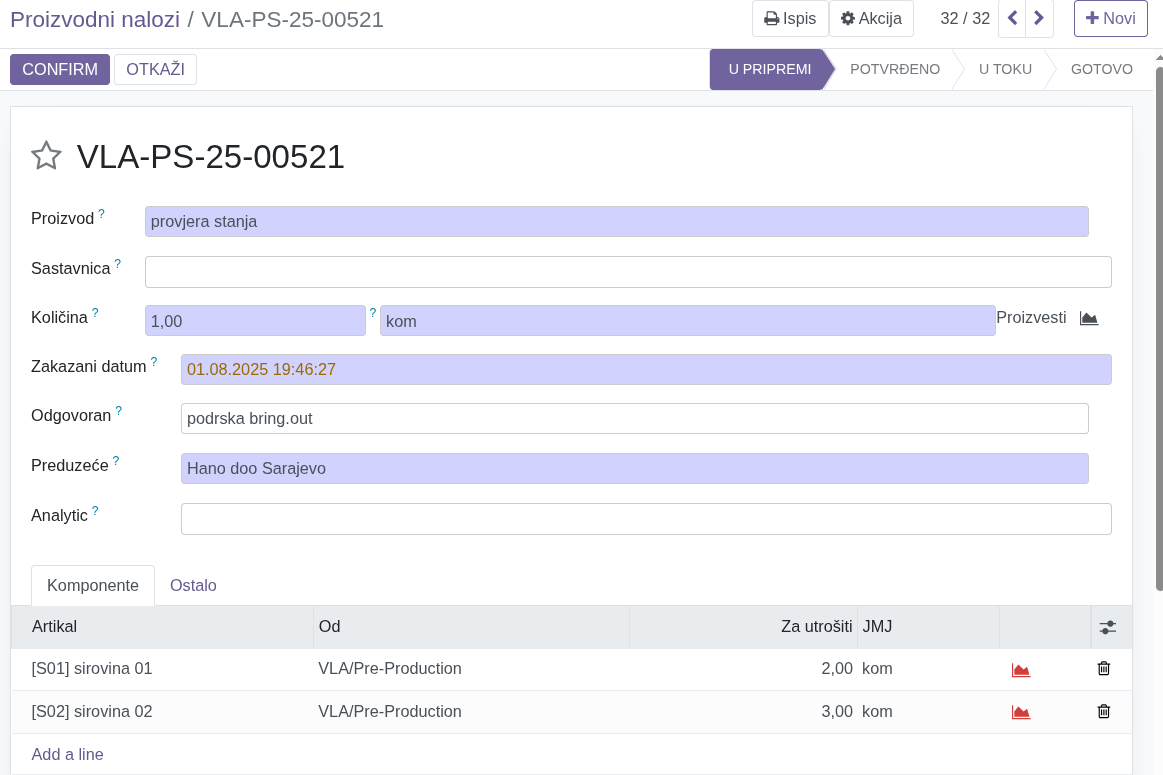 Proizvodni nalozi / VLA-PS-25-00521 Ispis Akcija 32 / 32 Novi
CONFIRM OTKAŽI U PRIPREMI POTVRĐENO U TOKU GOTOVO
VLA-PS-25-00521
Proizvod ? provjera stanja
Sastavnica ?
Količina ? 1,00 ? kom Proizvesti
Zakazani datum ? 01.08.2025 19:46:27
Odgovoran ? podrska bring.out
Preduzeće ? Hano doo Sarajevo
Analytic ?
Komponente Ostalo
Artikal Od Za utrošiti JMJ
[S01] sirovina 01 VLA/Pre-Production 2,00 kom
[S02] sirovina 02 VLA/Pre-Production 3,00 kom
Add a line